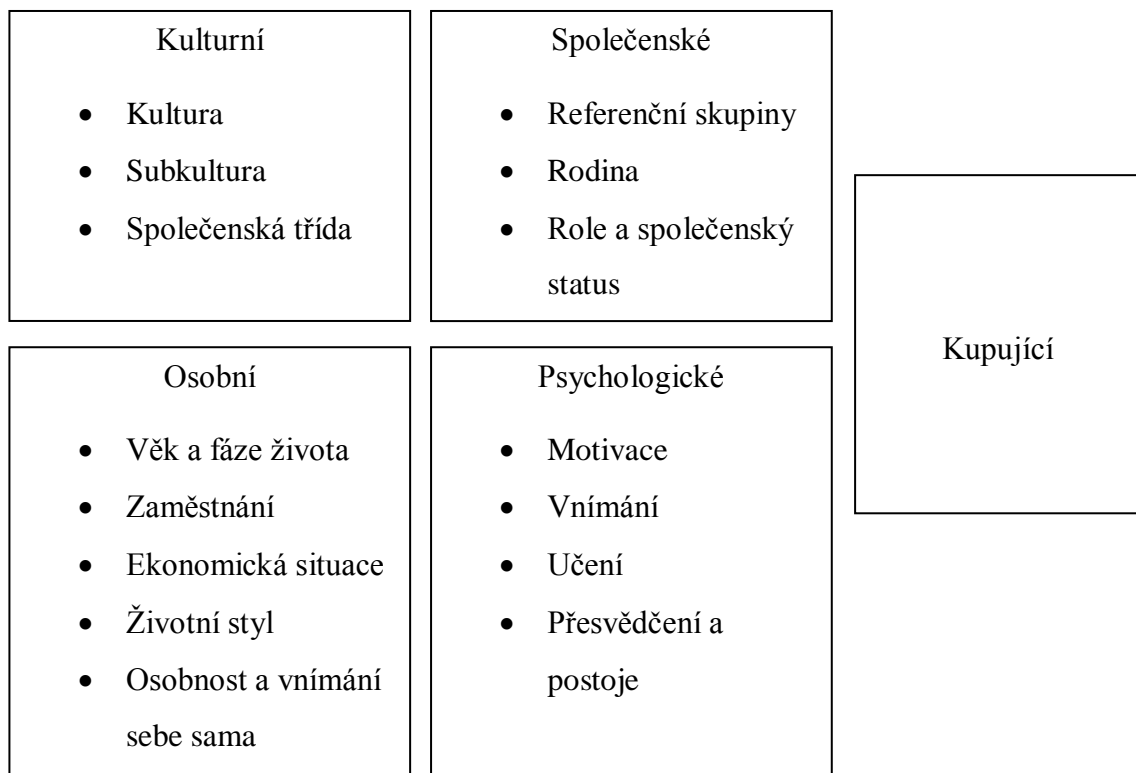 Kulturní
• Kultura
• Subkultura
• Společenská třída
Společenské
• Referenční skupiny
• Rodina
• Role a společenský
status
Osobní
• Věk a fáze života
• Zaměstnání
• Ekonomická situace
• Životní styl
• Osobnost a vnímání
sebe sama
Psychologické
• Motivace
• Vnímání
• Učení
• Přesvědčení a
postoje
Kupující